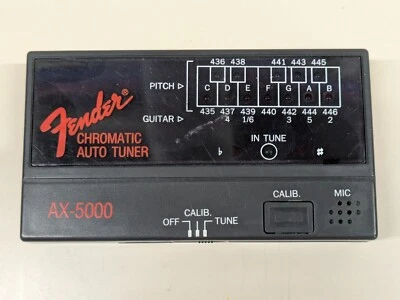 436 438 441 443 445
PITCH ▷ C D E F G A B
435 437 439 440 442 444 446
GUITAR ▷ 4 1/6 3 5 2
Fender®
CHROMATIC
AUTO TUNER
IN TUNE
♭ #
AX-5000
CALIB.
OFF TUNE
CALIB.
MIC